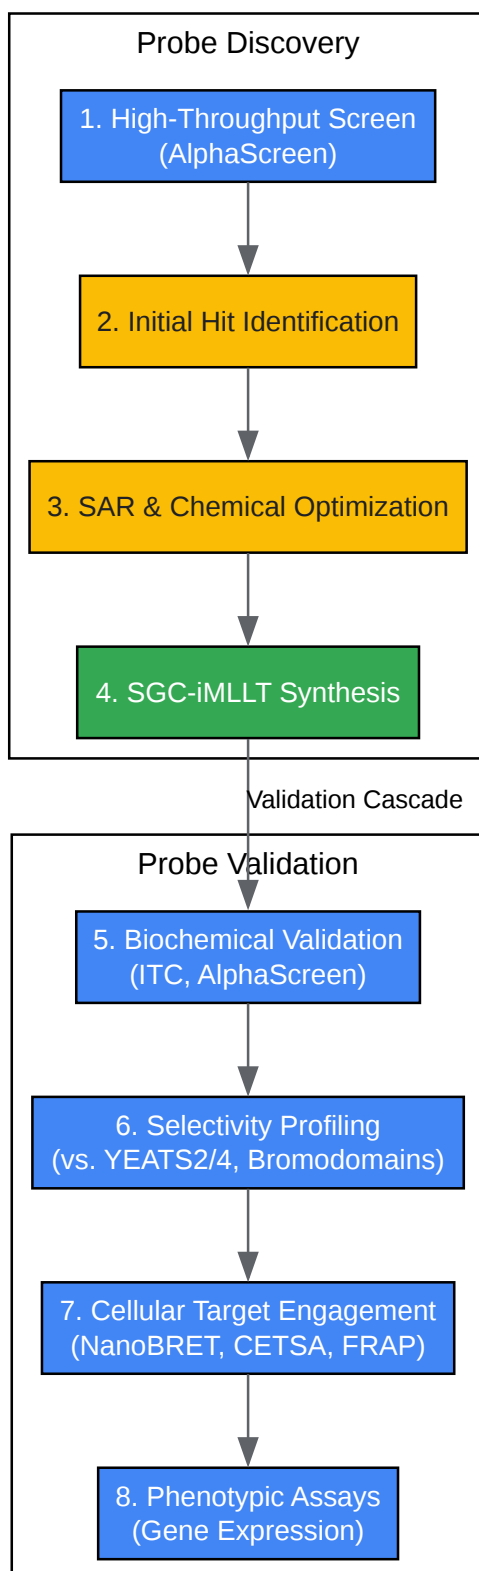 Probe Discovery
1. High-Throughput Screen
(AlphaScreen)
2. Initial Hit Identification
3. SAR & Chemical Optimization
4. SGC-iMLLT Synthesis
Validation Cascade
Probe Validation
5. Biochemical Validation
(ITC, AlphaScreen)
6. Selectivity Profiling
(vs. YEATS2/4, Bromodomains)
7. Cellular Target Engagement
(NanoBRET, CETSA, FRAP)
8. Phenotypic Assays
(Gene Expression)